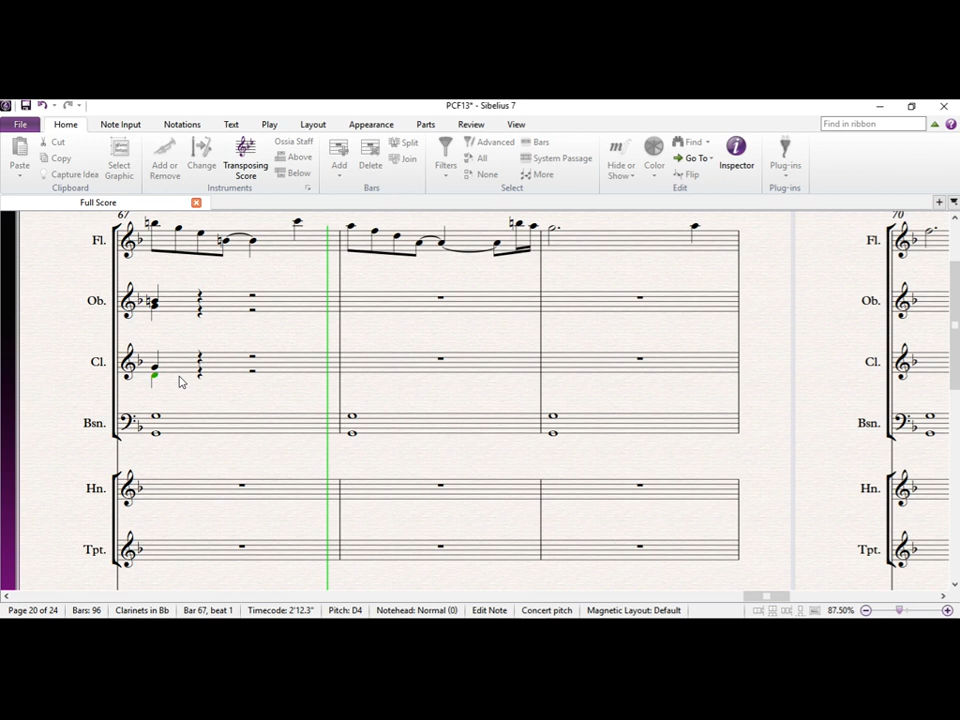 PCF13* - Sibelius 7
File Home Note Input Notations Text Play Layout Appearance Parts Review View Find in ribbon
Paste Cut Copy Capture Idea Select Graphic Add or Remove Change Transposing Score Ossia Staff Above Below Add Delete Split Join Filters Advanced All None Bars System Passage More Hide or Show Color Find Go To Flip Inspector Plug-ins
Clipboard Instruments Bars Select Edit Plug-ins
Full Score
67 70
Fl. Fl.
Ob. Ob.
Cl. Cl.
Bsn. Bsn.
Hn. Hn.
Tpt. Tpt.
Page 20 of 24 Bars: 96 Clarinets in Bb Bar 67, beat 1 Timecode: 2'12.3" Pitch: D4 Notehead: Normal (0) Edit Note Concert pitch Magnetic Layout: Default 87.50%